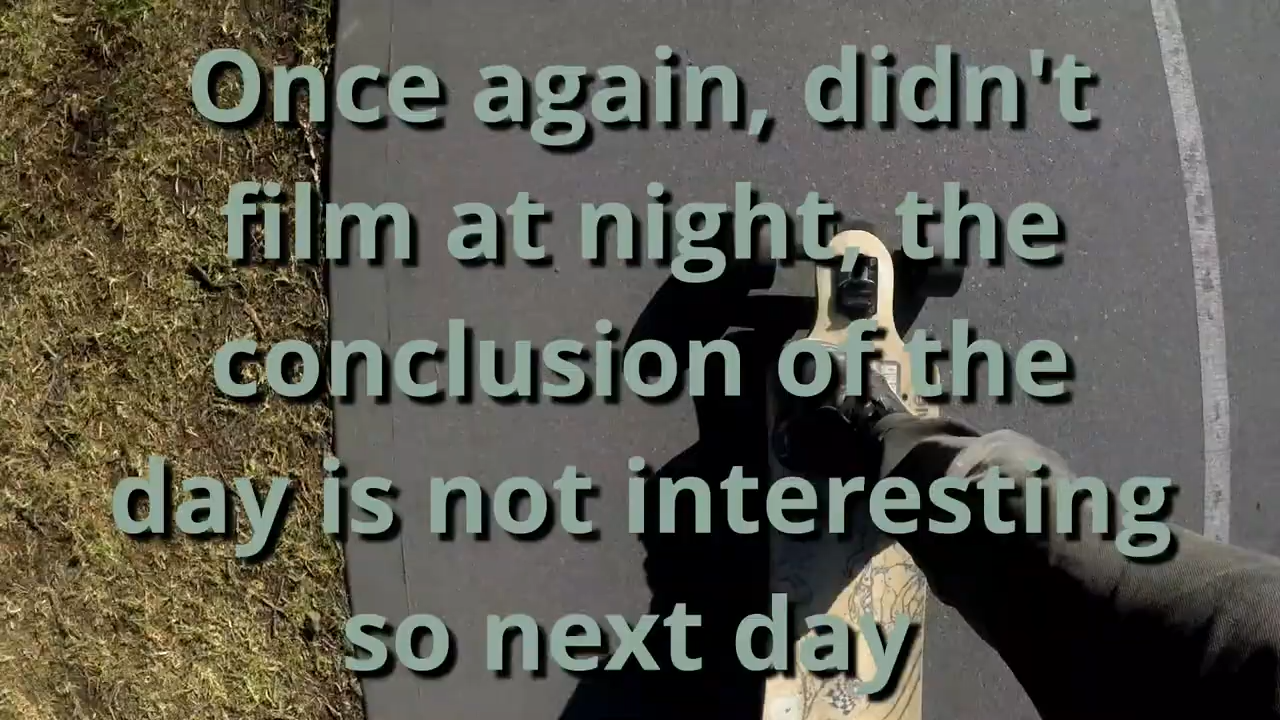 Once again, didn't
film at night, the
conclusion of the
day is not interesting
so next day